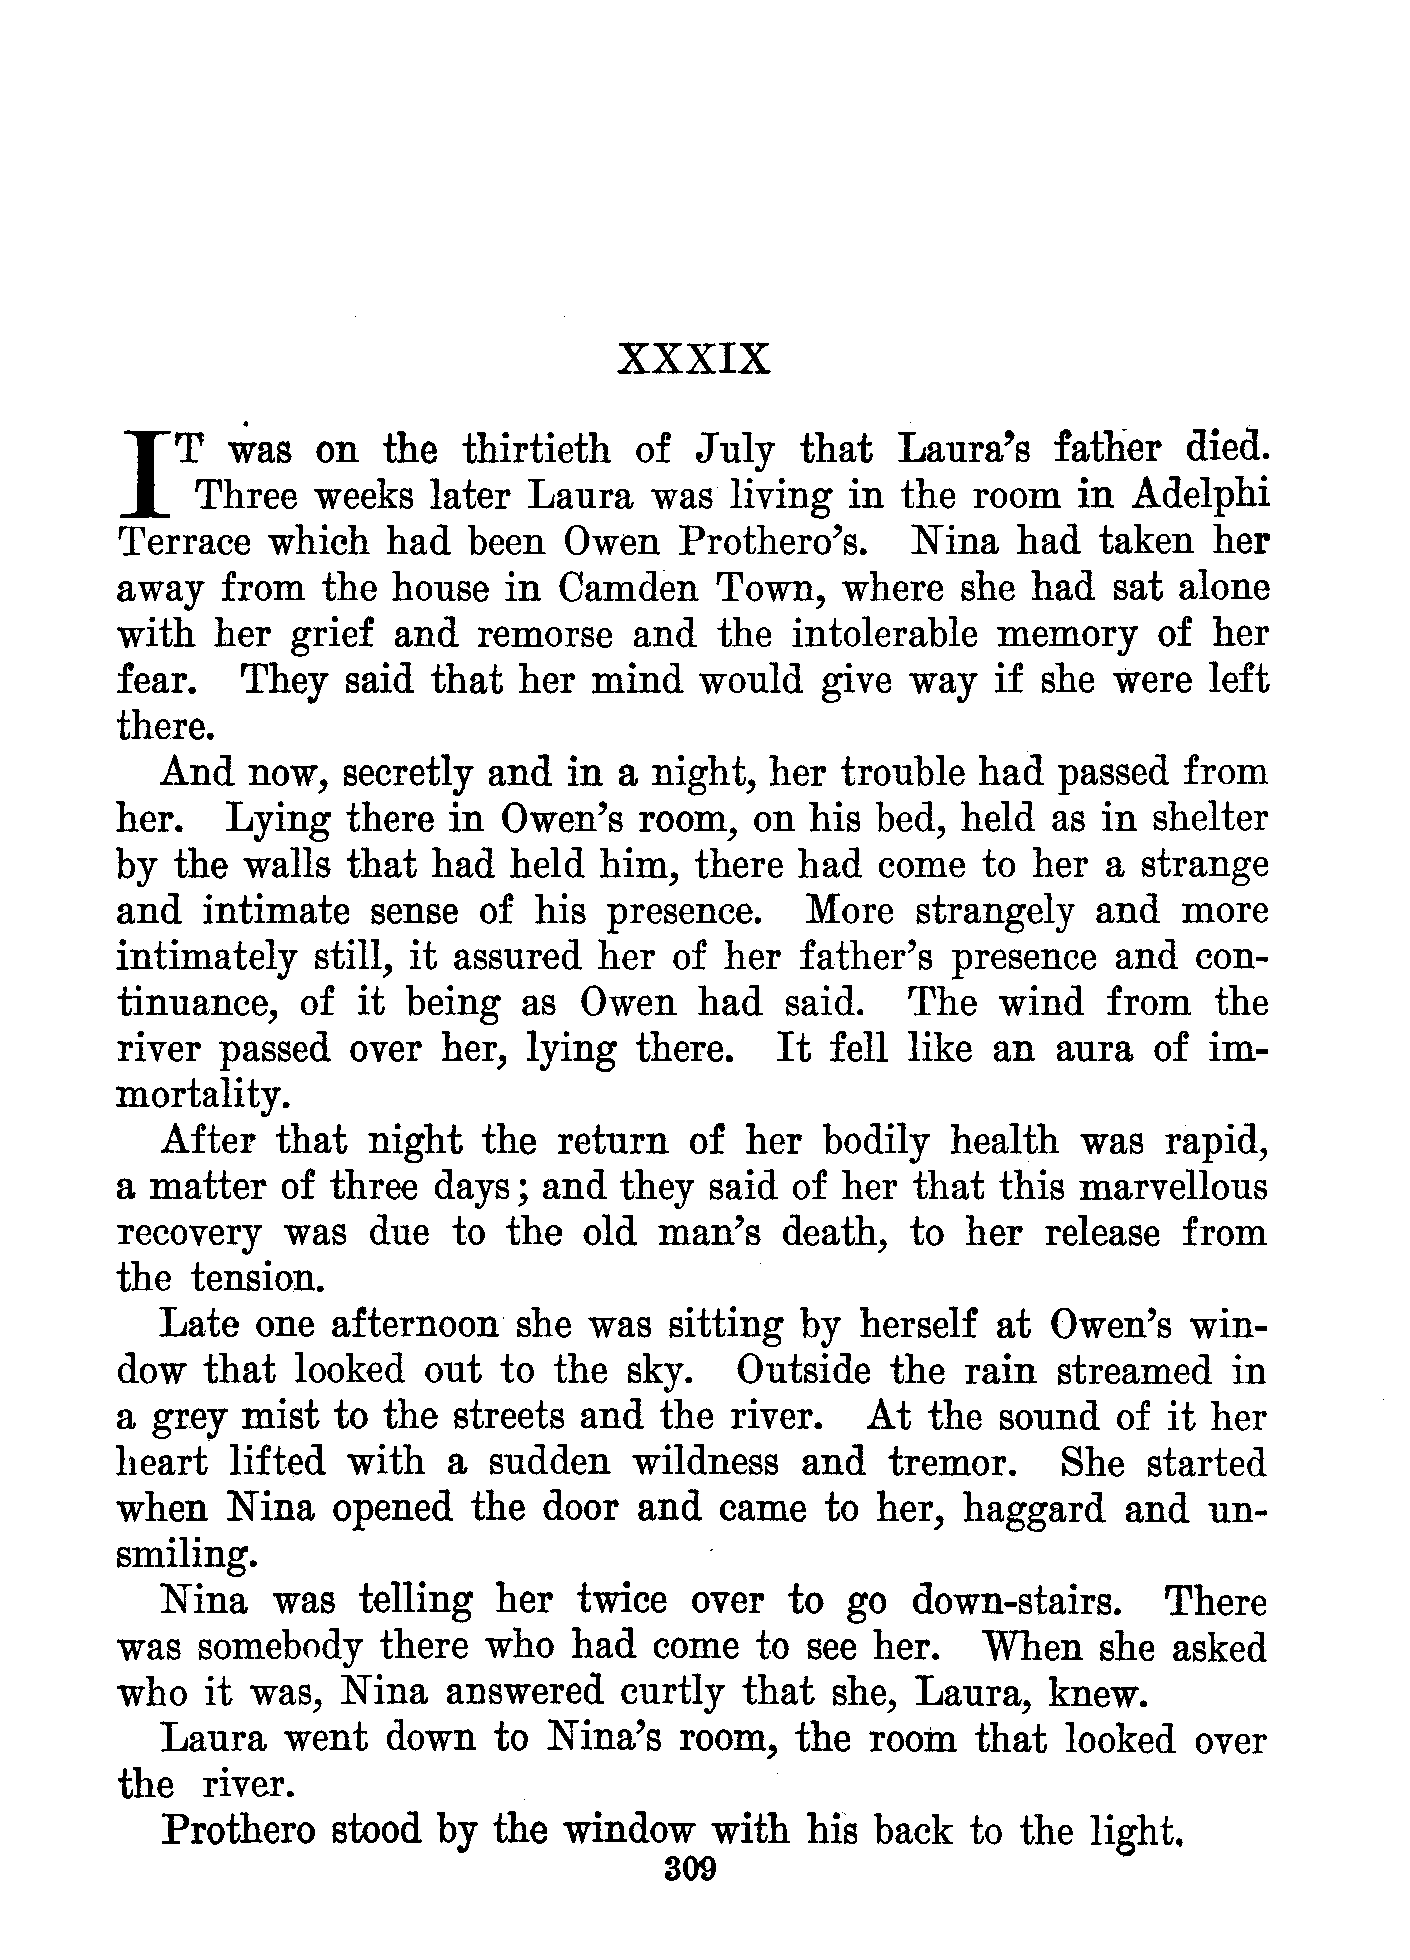 XXXIX
IT was on the thirtieth of July that Laura's father died.
Three weeks later Laura was living in the room in Adelphi
Terrace which had been Owen Prothero's. Nina had taken her
away from the house in Camden Town, where she had sat alone
with her grief and remorse and the intolerable memory of her
fear. They said that her mind would give way if she were left
there.
And now, secretly and in a night, her trouble had passed from
her. Lying there in Owen's room, on his bed, held as in shelter
by the walls that had held him, there had come to her a strange
and intimate sense of his presence. More strangely and more
intimately still, it assured her of her father's presence and con-
tinuance, of it being as Owen had said. The wind from the
river passed over her, lying there. It fell like an aura of im-
mortality.
After that night the return of her bodily health was rapid,
a matter of three days; and they said of her that this marvellous
recovery was due to the old man's death, to her release from
the tension.
Late one afternoon she was sitting by herself at Owen's win-
dow that looked out to the sky. Outside the rain streamed in
a grey mist to the streets and the river. At the sound of it her
heart lifted with a sudden wildness and tremor. She started
when Nina opened the door and came to her, haggard and un-
smiling.
Nina was telling her twice over to go down-stairs. There
was somebody there who had come to see her. When she asked
who it was, Nina answered curtly that she, Laura, knew.
Laura went down to Nina's room, the room that looked over
the river.
Prothero stood by the window with his back to the light.
309